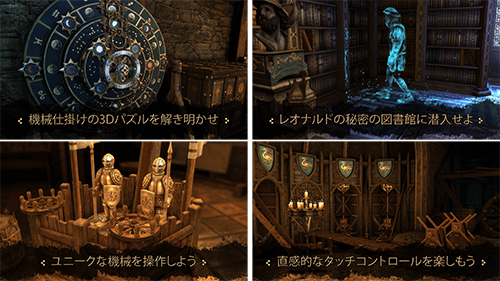 機械仕掛けの3Dパズルを解き明かせ
レオナルドの秘密の図書館に潜入せよ
ユニークな機械を操作しよう
直感的なタッチコントロールを楽しもう